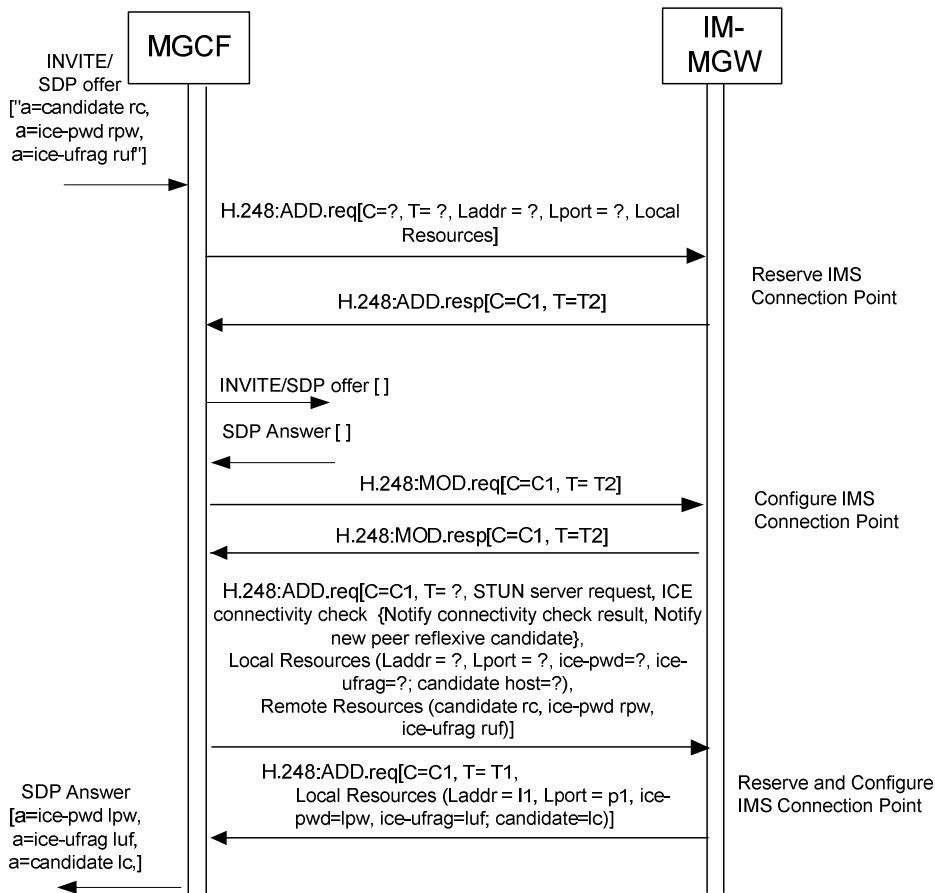 MGCF
IM-
MGW
INVITE/
SDP offer
["a=candidate rc,
a=ice-pwd rpw,
a=ice-ufrag ruf"]
H.248:ADD.req[C=?, T= ?, Laddr = ?, Lport = ?, Local
Resources]
Reserve IMS
Connection Point
H.248:ADD.resp[C=C1, T=T2]
INVITE/SDP offer [ ]
SDP Answer [ ]
H.248:MOD.req[C=C1, T= T2]
Configure IMS
Connection Point
H.248:MOD.resp[C=C1, T=T2]
H.248:ADD.req[C=C1, T= ?, STUN server request, ICE
connectivity check {Notify connectivity check result, Notify
new peer reflexive candidate},
Local Resources (Laddr = ?, Lport = ?, ice-pwd=?, ice-
ufrag=?; candidate host=?),
Remote Resources (candidate rc, ice-pwd rpw,
ice-ufrag ruf)]
H.248:ADD.req[C=C1, T= T1,
Local Resources (Laddr = l1, Lport = p1, ice-
pwd=lpw, ice-ufrag=luf; candidate=lc)]
Reserve and Configure
IMS Connection Point
SDP Answer
[a=ice-pwd lpw,
a=ice-ufrag luf,
a=candidate lc,]